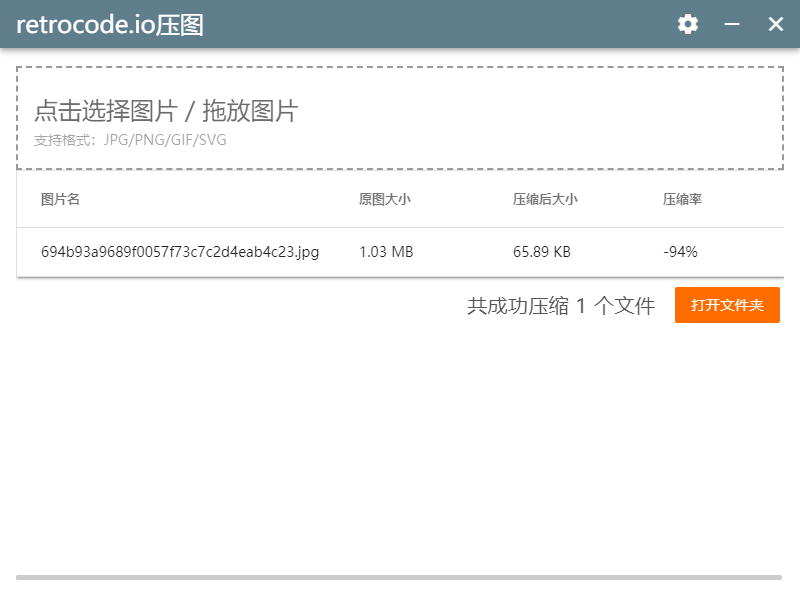 retrocode.io压图
点击选择图片 / 拖放图片
支持格式：JPG/PNG/GIF/SVG
图片名 原图大小 压缩后大小 压缩率
694b93a9689f0057f73c7c2d4eab4c23.jpg 1.03 MB 65.89 KB -94%
共成功压缩 1 个文件 打开文件夹